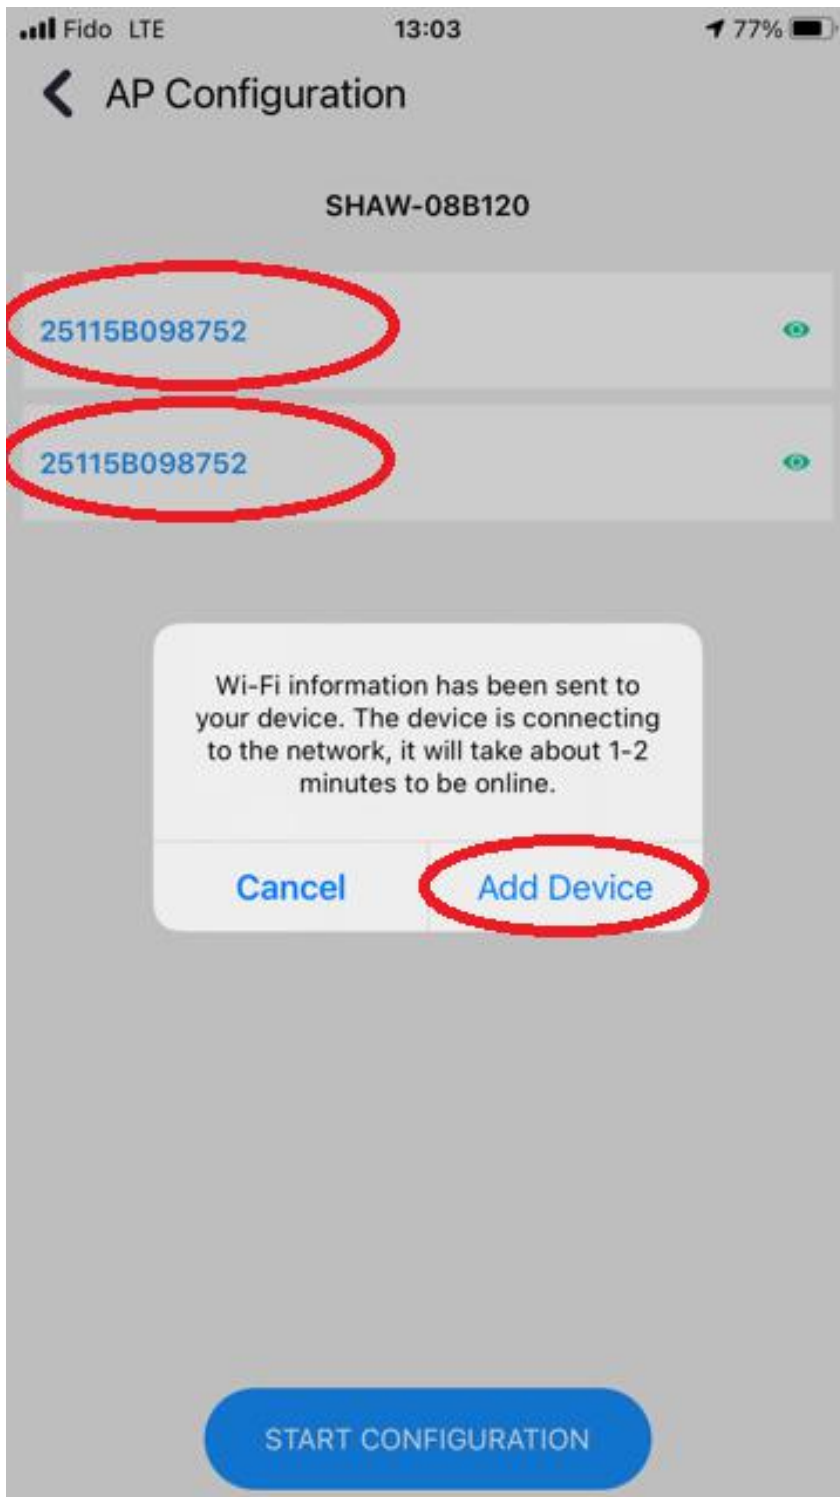 Fido LTE 13:03 77%
AP Configuration
SHAW-08B120
25115B098752
25115B098752
Wi-Fi information has been sent to
your device. The device is connecting
to the network, it will take about 1-2
minutes to be online.
Cancel Add Device
START CONFIGURATION